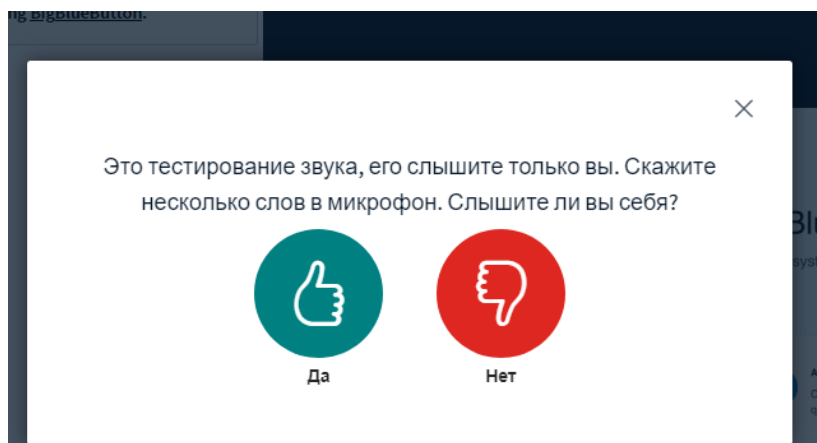 ng BigBlueButton.
Это тестирование звука, его слышите только вы. Скажите
несколько слов в микрофон. Слышите ли вы себя?
Да
Нет